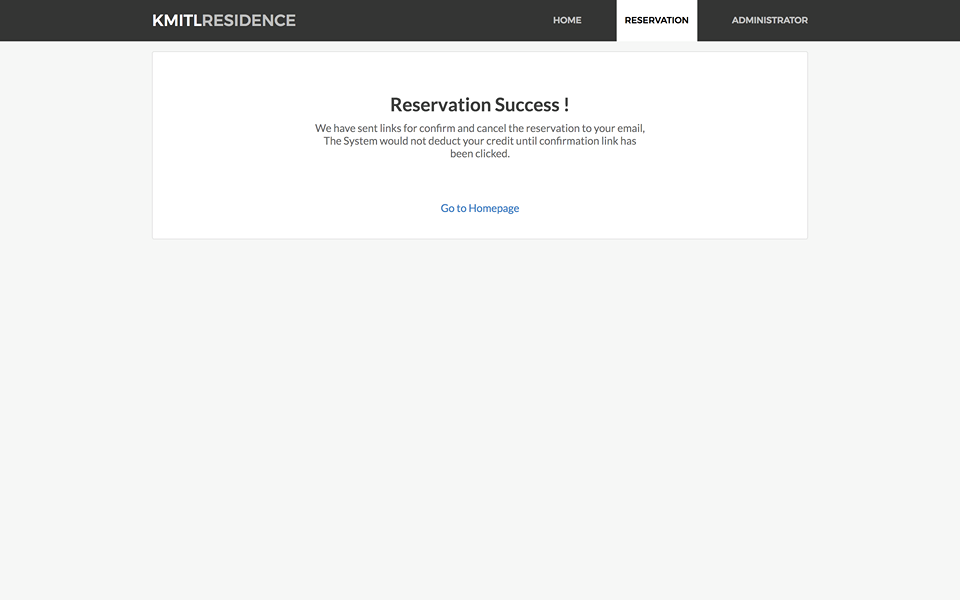 KMITLRESIDENCE
HOME
RESERVATION
ADMINISTRATOR
Reservation Success !
We have sent links for confirm and cancel the reservation to your email,
The System would not deduct your credit until confirmation link has
been clicked.
Go to Homepage